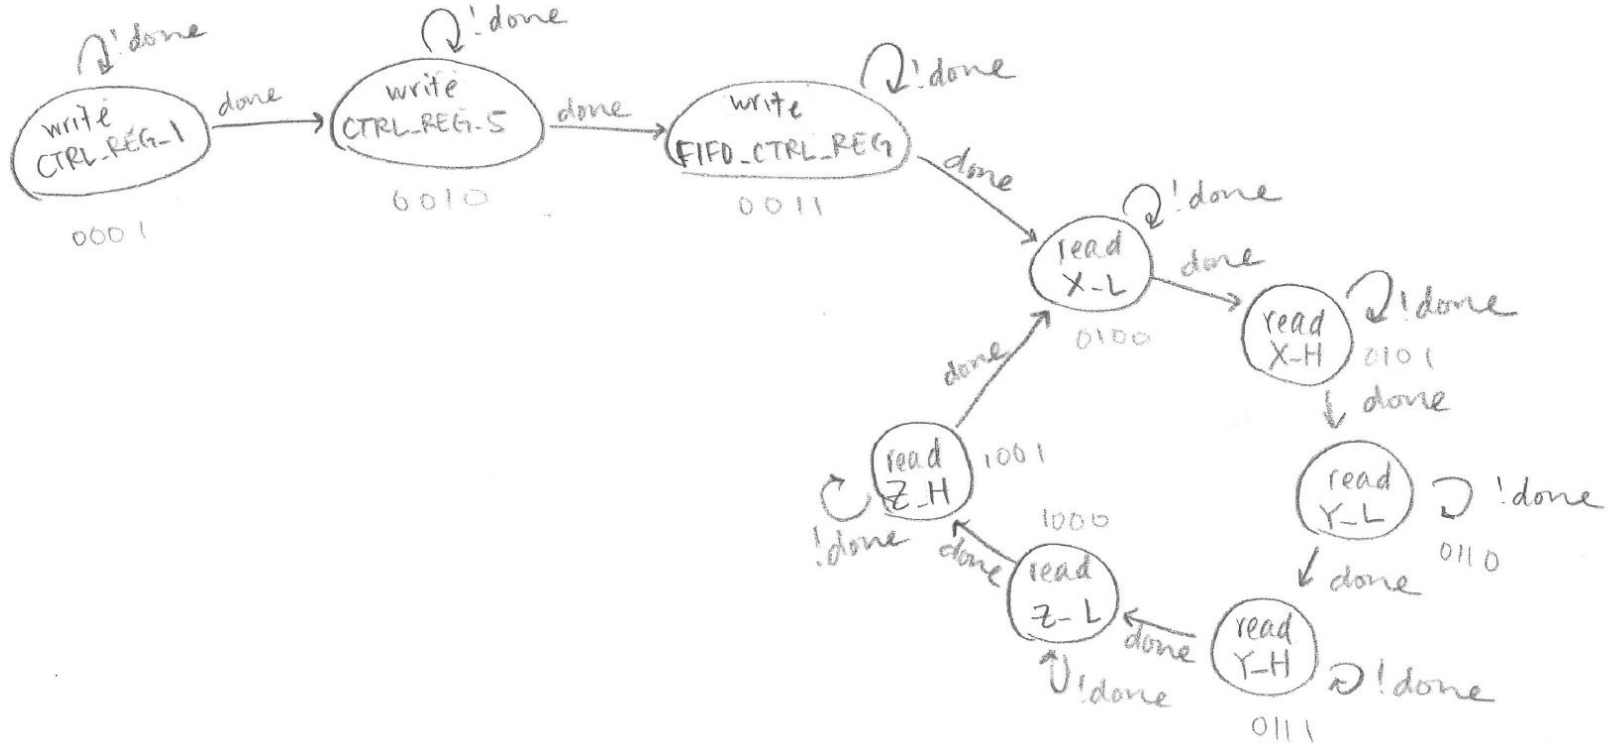 !done
write
CTRL_REG_1
0001
done
!done
write
CTRL_REG_5
0010
done
!done
write
FIFO_CTRL_REG
0011
done
!done
read
X_L
0100
done
!done
read
X_H
0101
done
read
Y_L
!done
0110
done
read
Y_H
!done
0111
done
read
Z_L
1000
!done
done
read
Z_H
1001
!done
done